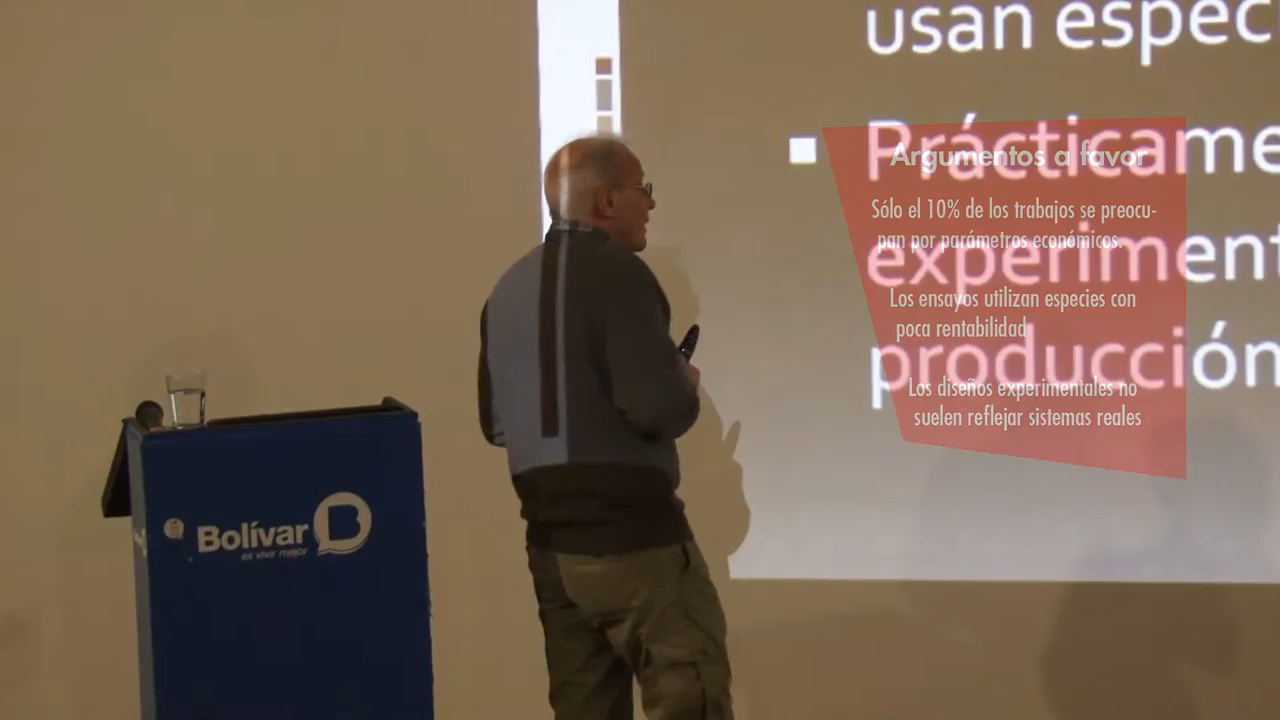 usan espec
Prácticame
experiment
producción
Argumentos a favor
Sólo el 10% de los trabajos se preocu-
pan por parámetros económicos.
Los ensayos utilizan especies con
poca rentabilidad
Los diseños experimentales no
suelen reflejar sistemas reales
Bolívar
es vivir mejor